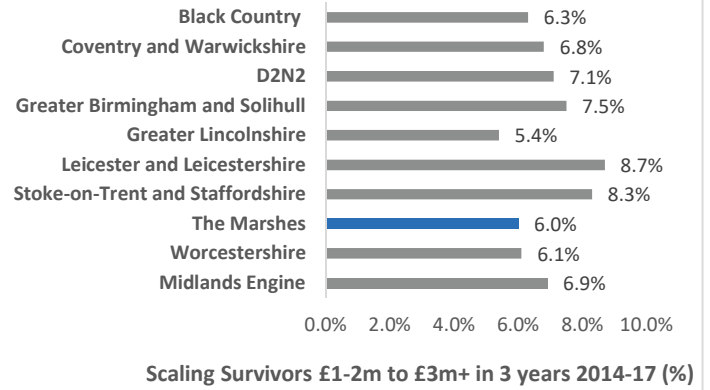 Black Country 6.3%
Coventry and Warwickshire 6.8%
D2N2 7.1%
Greater Birmingham and Solihull 7.5%
Greater Lincolnshire 5.4%
Leicester and Leicestershire 8.7%
Stoke-on-Trent and Staffordshire 8.3%
The Marshes 6.0%
Worcestershire 6.1%
Midlands Engine 6.9%
0.0% 2.0% 4.0% 6.0% 8.0% 10.0%
Scaling Survivors £1-2m to £3m+ in 3 years 2014-17 (%)